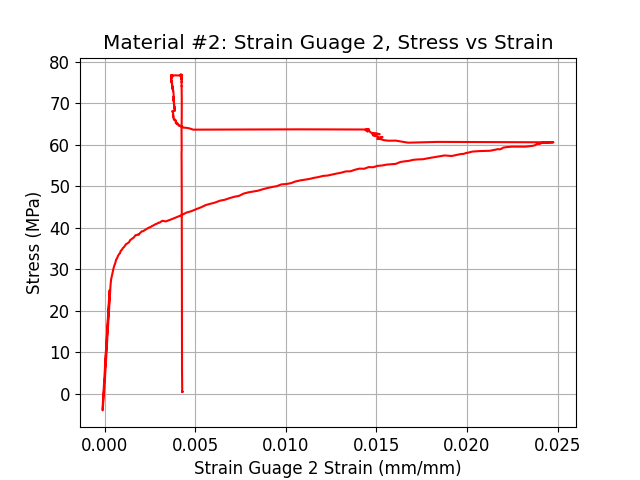 Material #2: Strain Guage 2, Stress vs Strain
80
70
60
50
40
30
20
10
0
Stress (MPa)
0.000 0.005 0.010 0.015 0.020 0.025
Strain Guage 2 Strain (mm/mm)